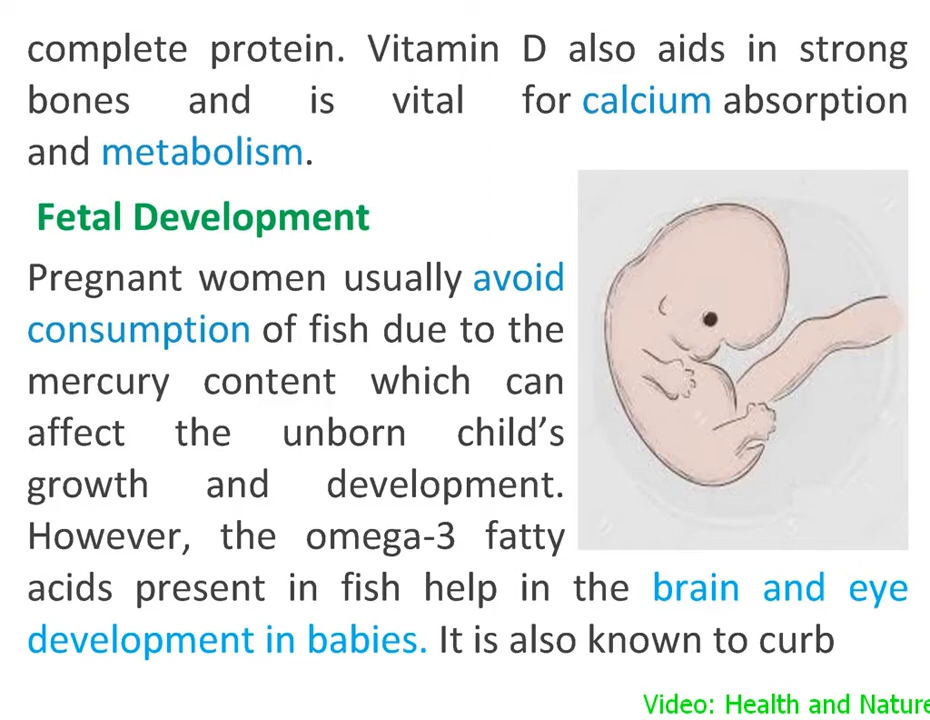 complete protein. Vitamin D also aids in strong
bones and is vital for calcium absorption
and metabolism.
Fetal Development
Pregnant women usually avoid
consumption of fish due to the
mercury content which can
affect the unborn child’s
growth and development.
However, the omega-3 fatty
acids present in fish help in the brain and eye
development in babies. It is also known to curb
Video: Health and Nature